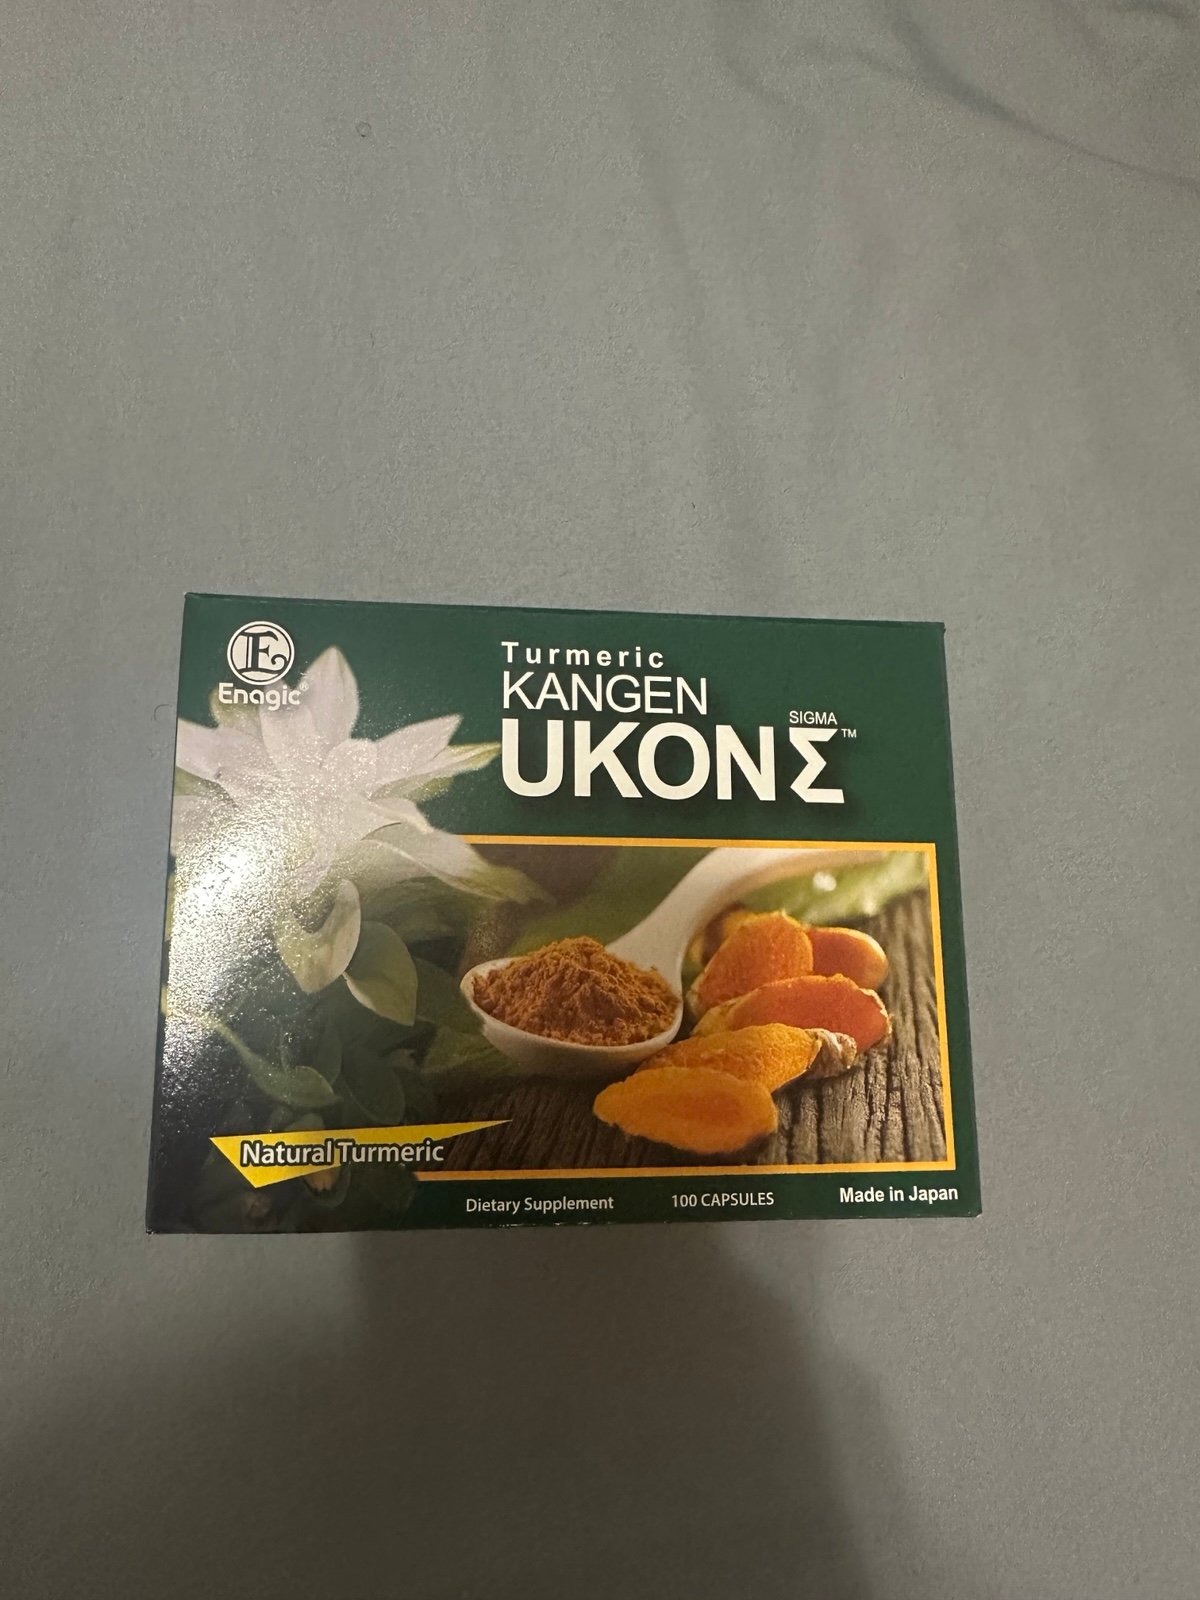 E
Enagic®
Turmeric
KANGEN
SIGMA
UKON Σ™
Natural Turmeric
Dietary Supplement 100 CAPSULES Made in Japan